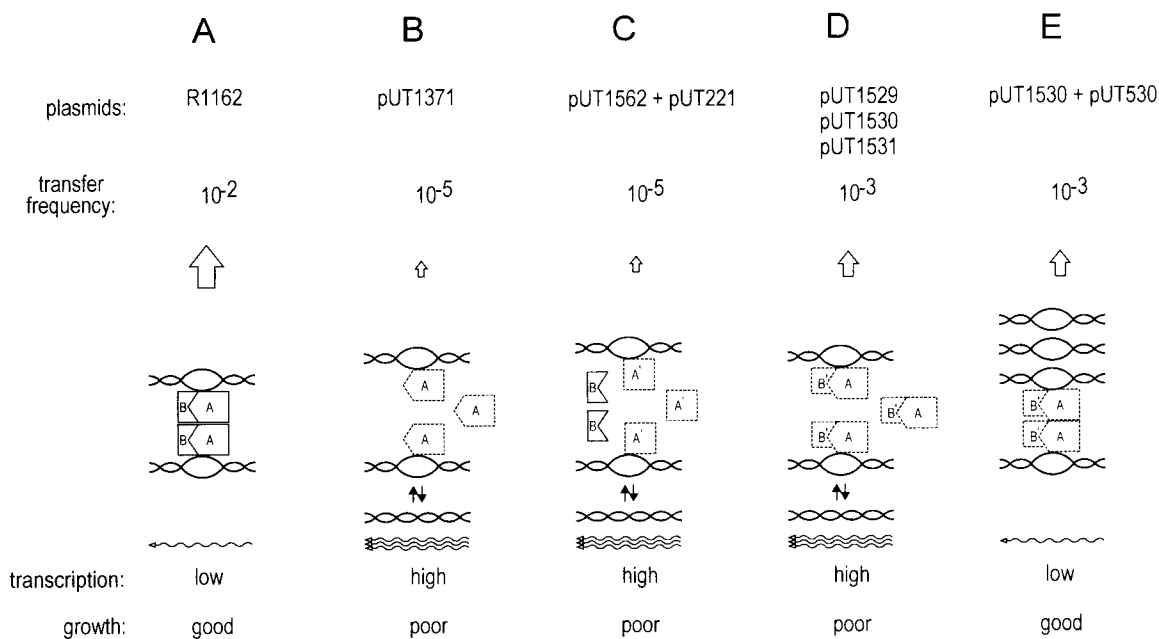 A B C D E
plasmids: R1162 pUT1371 pUT1562 + pUT221 pUT1529 pUT1530 + pUT530
pUT1530
pUT1531
transfer
frequency: 10-2 10-5 10-5 10-3 10-3
B A
B A
A
A
A
B
B
A'
A'
A'
B' A
B' A
B' A
B' A
B' A
transcription: low high high high low
growth: good poor poor poor good